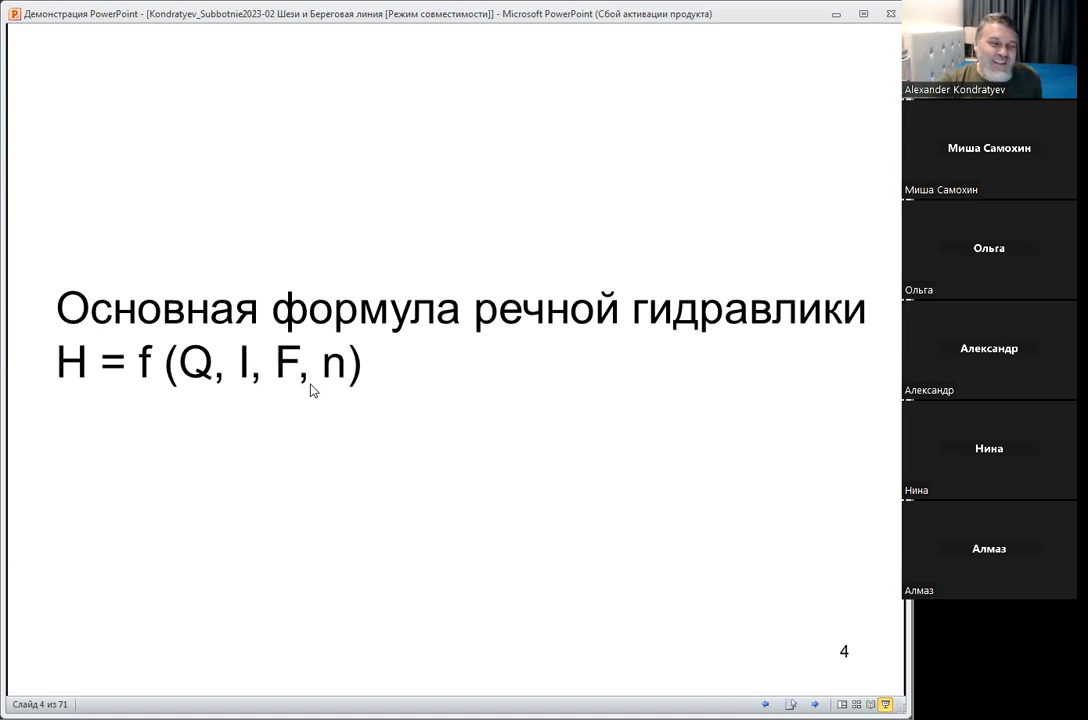 Демонстрация PowerPoint - [Kondratyev_Subbotnie2023-02 Шези и Береговая линия [Режим совместимости]] - Microsoft PowerPoint (Сбой активации продукта)
Основная формула речной гидравлики
H = f (Q, I, F, n)
4
Слайд 4 из 71
Alexander Kondratyev
Миша Самохин
Миша Самохин
Ольга
Ольга
Александр
Александр
Нина
Нина
Алмаз
Алмаз